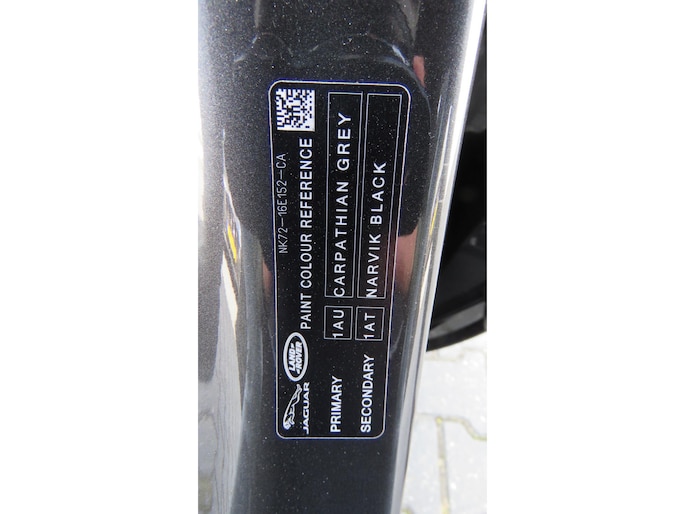 NK72-16E152-CA
JAGUAR LAND-ROVER PAINT COLOUR REFERENCE
PRIMARY 1AU CARPATHIAN GREY
SECONDARY 1AT NARVIK BLACK